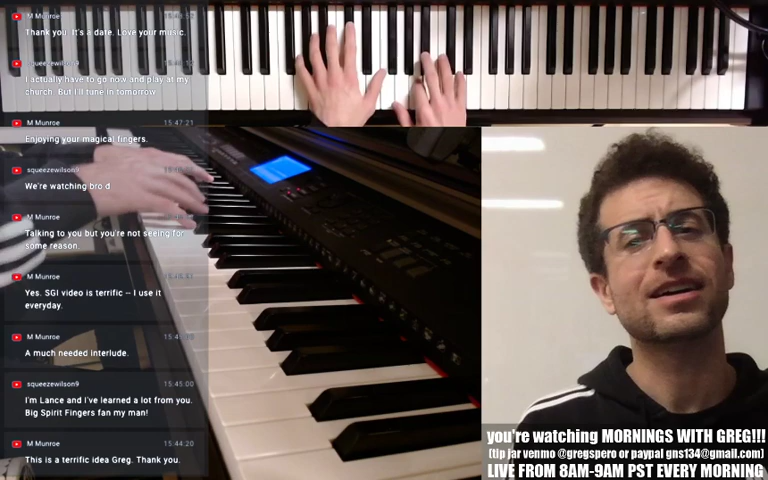 M Munroe
Thank you. It's a date. Love your music.
squeezewilson9
I actually have to go now and play at my
church. But I'll tune in tomorrow.
M Munroe 15:47:21
Enjoying your magical fingers.
squeezewilson9
We're watching bro d
M Munroe
Talking to you but you're not seeing for
some reason.
M Munroe
Yes. SGI video is terrific -- I use it
everyday.
M Munroe
A much needed interlude.
squeezewilson9 15:45:00
I'm Lance and I've learned a lot from you.
Big Spirit Fingers fan my man!
M Munroe 15:44:20
This is a terrific idea Greg. Thank you.
you're watching MORNINGS WITH GREG!!!
(tip jar venmo @gregspero or paypal gns134@gmail.com)
LIVE FROM 8AM-9AM PST EVERY MORNING